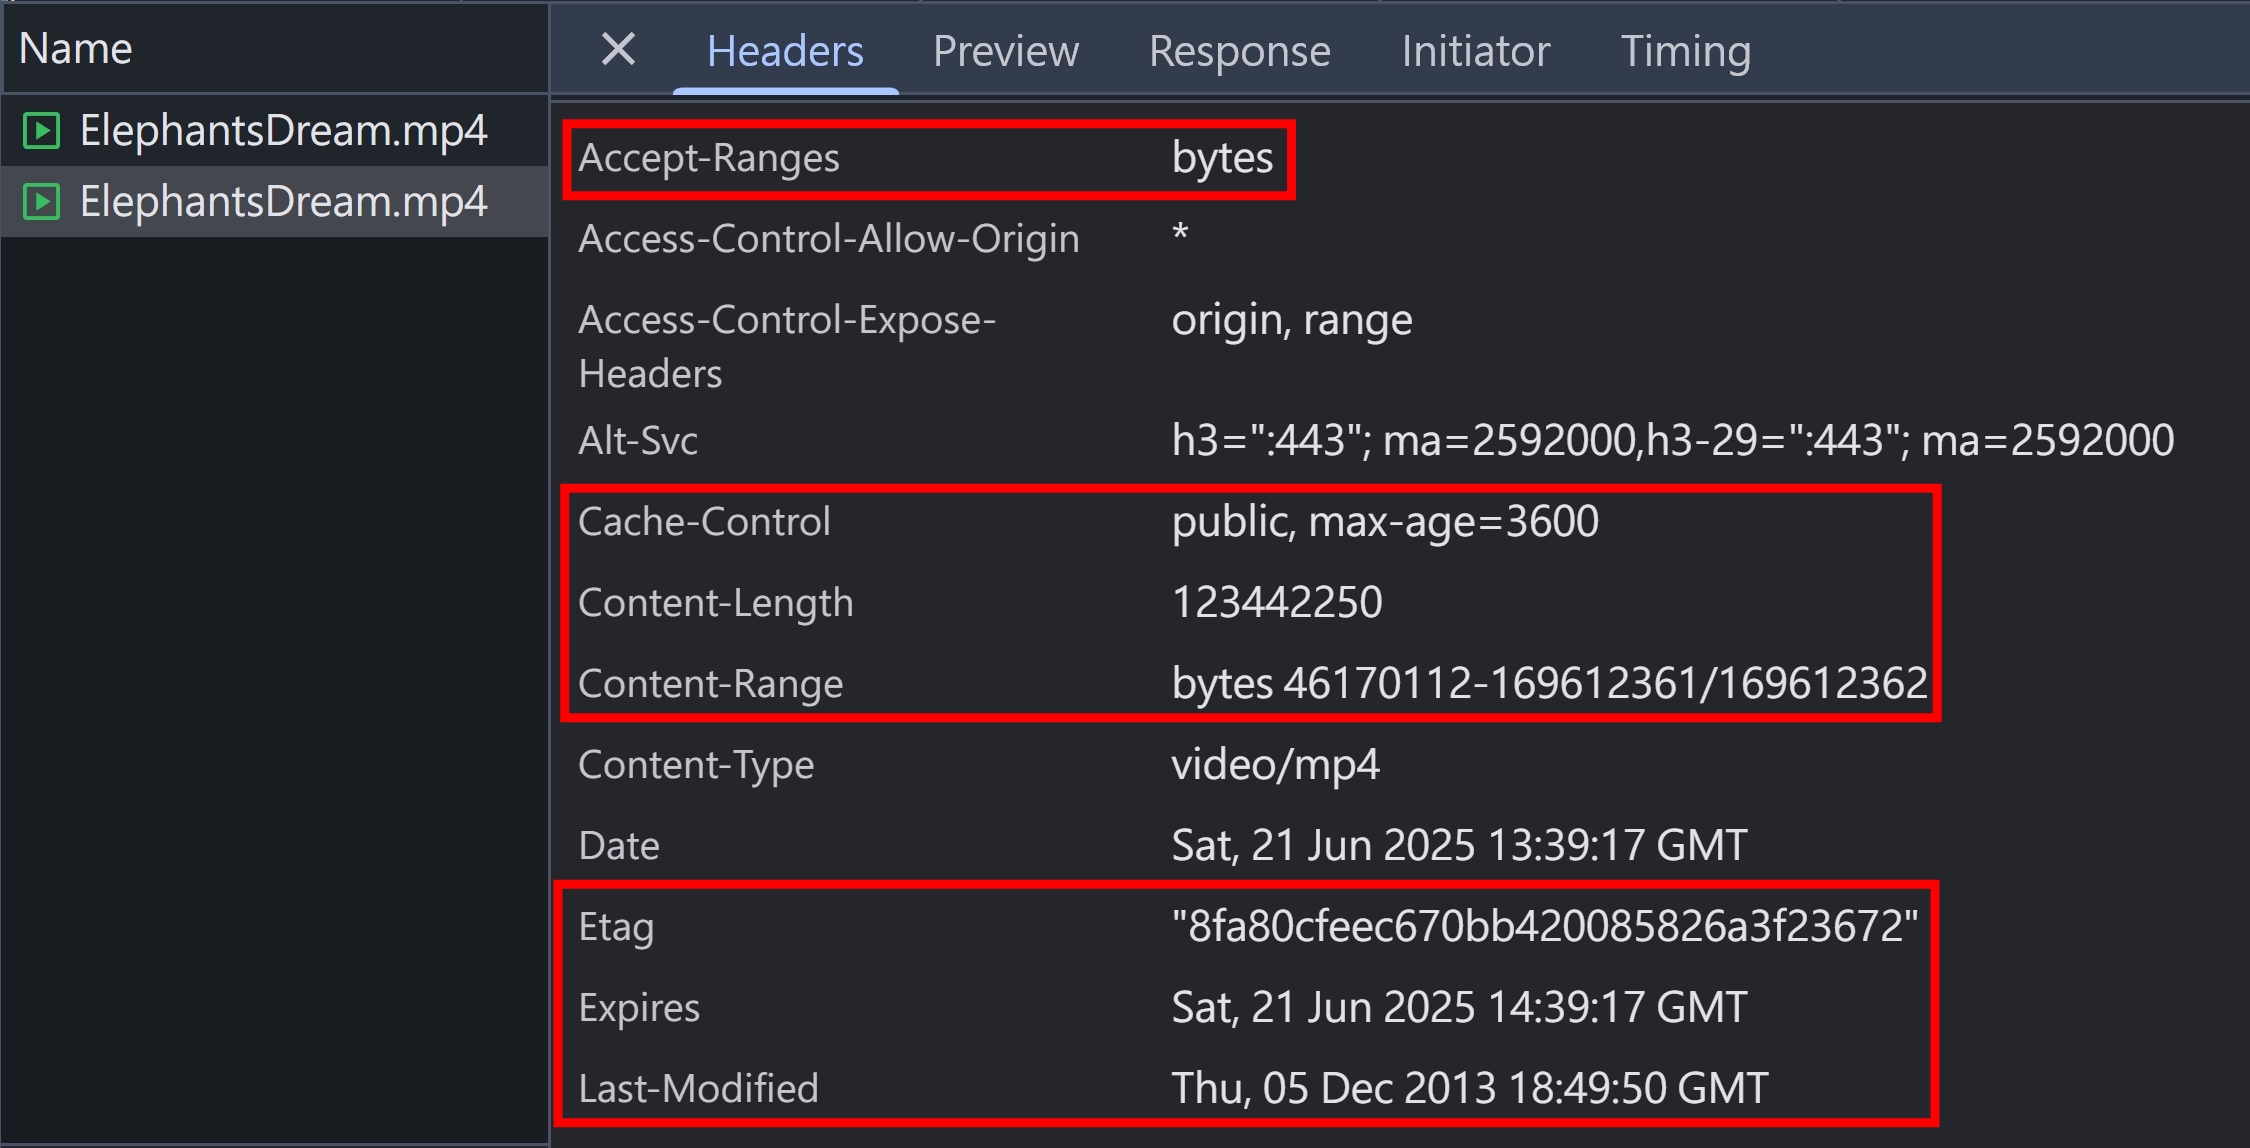 Name
Headers Preview Response Initiator Timing
ElephantsDream.mp4
ElephantsDream.mp4
Accept-Ranges bytes
Access-Control-Allow-Origin *
Access-Control-Expose- origin, range
Headers
Alt-Svc h3=":443"; ma=2592000,h3-29=":443"; ma=2592000
Cache-Control public, max-age=3600
Content-Length 123442250
Content-Range bytes 46170112-169612361/169612362
Content-Type video/mp4
Date Sat, 21 Jun 2025 13:39:17 GMT
Etag "8fa80cfeec670bb420085826a3f23672"
Expires Sat, 21 Jun 2025 14:39:17 GMT
Last-Modified Thu, 05 Dec 2013 18:49:50 GMT